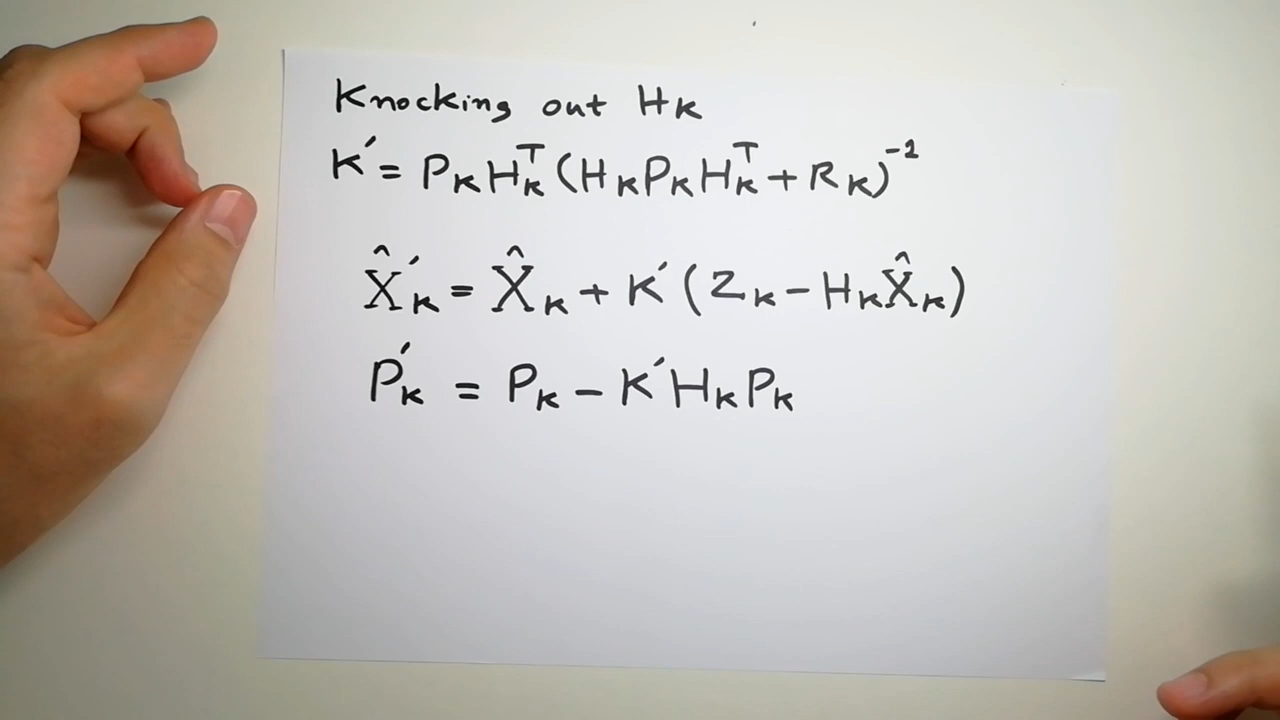 Knocking out Hₖ
K′ = PₖHₖᵀ(HₖPₖHₖᵀ + Rₖ)⁻¹
X̂′ₖ = X̂ₖ + K′(Zₖ − HₖX̂ₖ)
P′ₖ = Pₖ − K′HₖPₖ